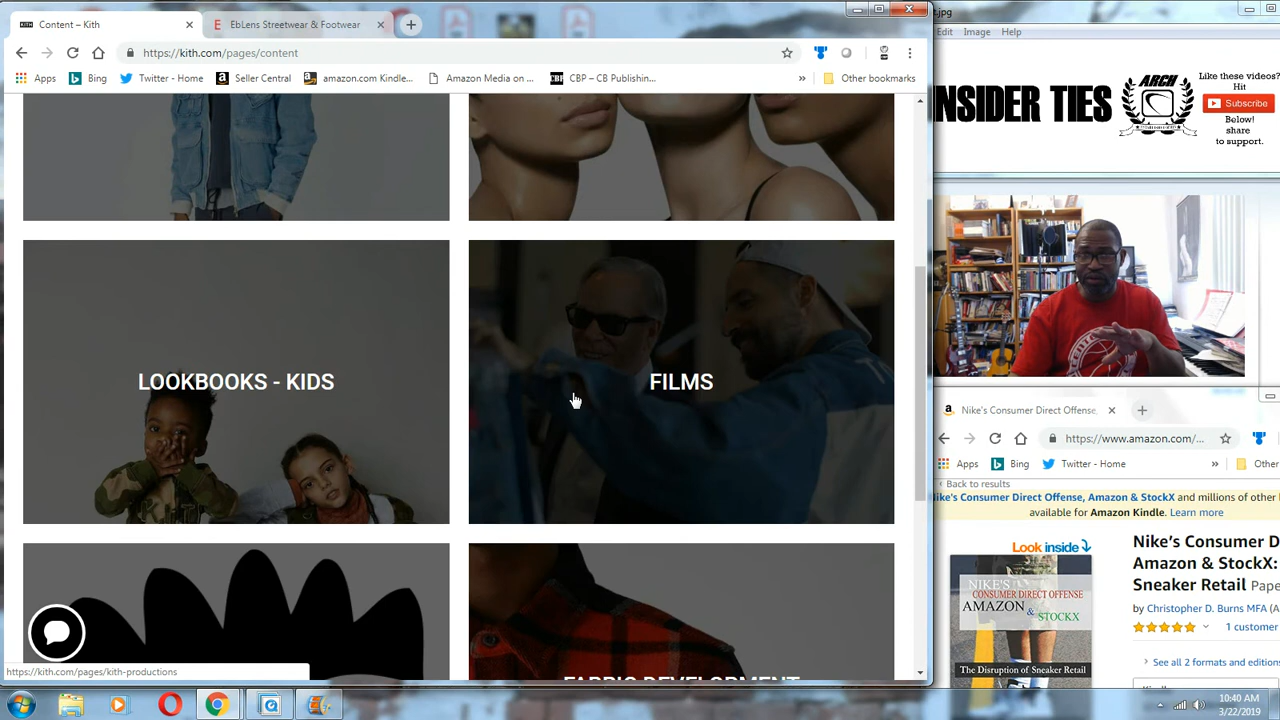 Content – Kith
Etikens Streetwear & Footwear
https://kith.com/pages/content
Apps
Bing
Twitter - Home
Seller Central
amazon.com Kindle...
Amazon Media on ...
CBP – CB Publishin...
»
Other bookmarks
LOOKBOOKS - KIDS
FILMS
FABRIC DEVELOPMENT
https://kith.com/pages/kith-productions
.jpg
Edit Image Help
NSIDER TIES
ARCH
Like these videos?
Hit
Subscribe
Below!
share
to support.
Nike's Consumer Direct Offense,
https://www.amazon.com/...
Apps
Bing
Twitter - Home
»
Other
‹ Back to results
Nike's Consumer Direct Offense, Amazon & StockX and millions of other
available for Amazon Kindle. Learn more
Look inside
NIKE'S
CONSUMER DIRECT OFFENSE
AMAZON
& STOCKX
The Disruption of Sneaker Retail
Nike's Consumer D
Amazon & StockX:
Sneaker Retail Pape
by Christopher D. Burns MFA (A
1 customer
See all 2 formats and editions
10:40 AM
3/22/2019